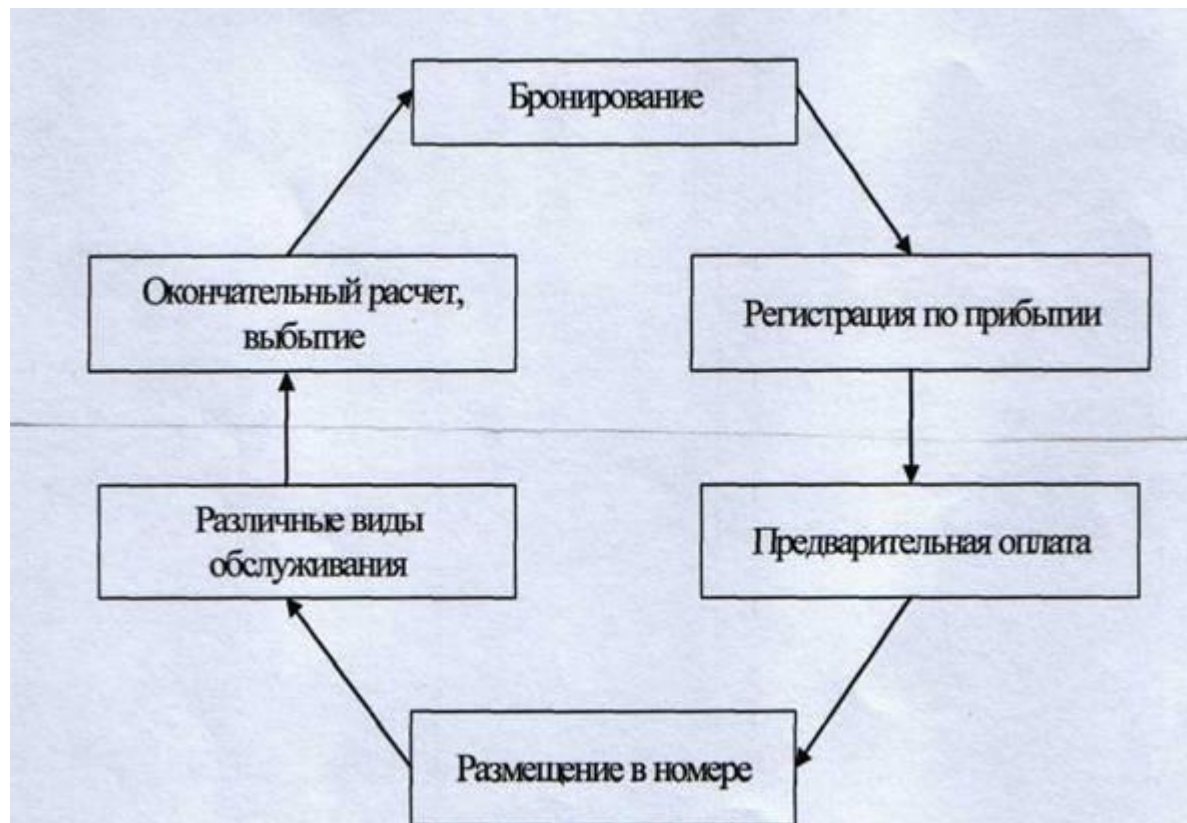 Бронирование
Регистрация по прибытии
Предварительная оплата
Размещение в номере
Различные виды
обслуживания
Окончательный расчет,
выбытие